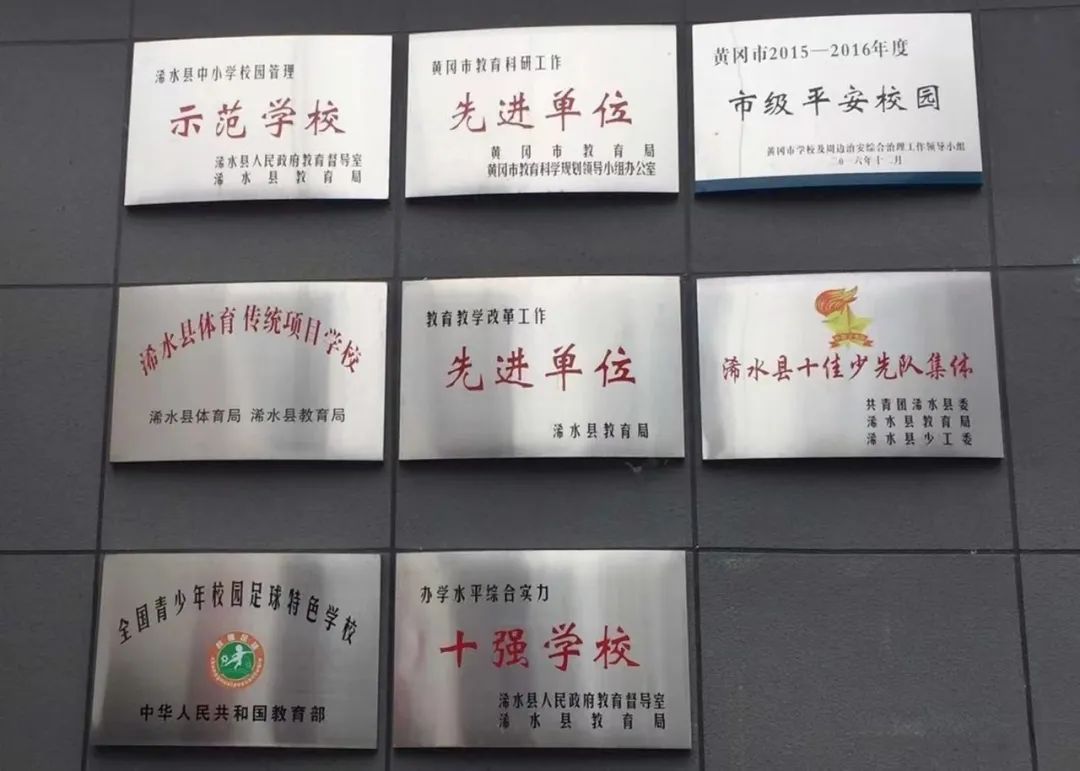 浠水县中小学校园管理
示范学校
浠水县人民政府教育督导室
浠水县教育局
黄冈市教育科研工作
先进单位
黄冈市教育局
黄冈市教育科学规划领导小组办公室
黄冈市2015—2016年度
市级平安校园
黄冈市学校及周边治安综合治理工作领导小组
二〇一六年十二月
浠水县体育传统项目学校
浠水县体育局 浠水县教育局
教育教学改革工作
先进单位
浠水县教育局
浠水县十佳少先队集体
共青团浠水县委
浠水县教育局
浠水县少工委
全国青少年校园足球特色学校
校园足球
中华人民共和国教育部
办学水平综合实力
十强学校
浠水县人民政府教育督导室
浠水县教育局